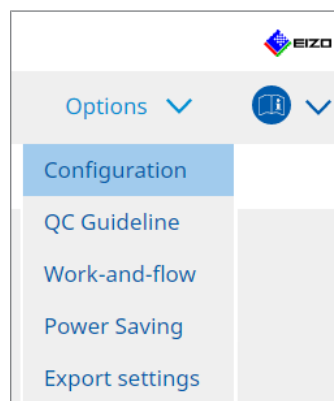 EIZO
Options
Configuration
QC Guideline
Work-and-flow
Power Saving
Export settings